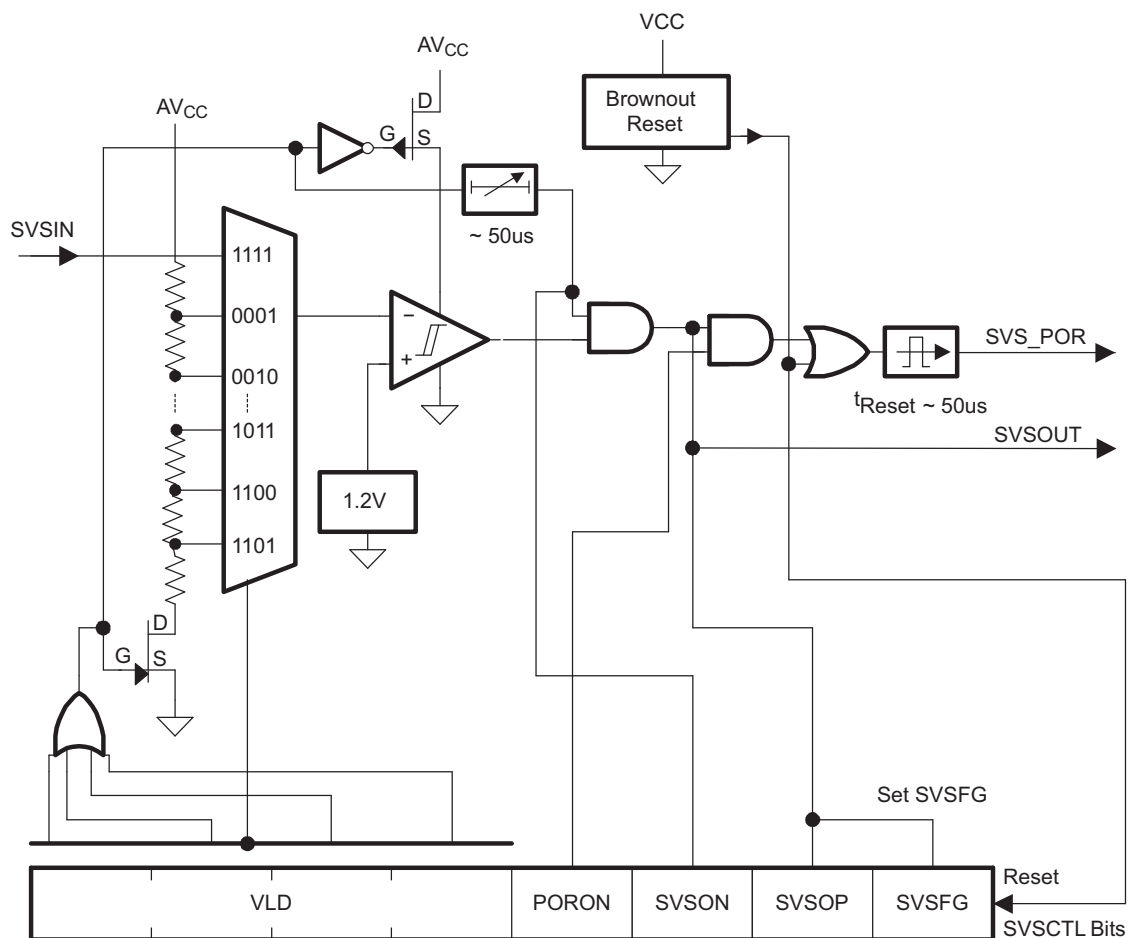 VCC
AVCC
AVCC
Brownout
Reset
D
G
S
SVSIN
~ 50us
1111
0001
–
+
SVS_POR
0010
tReset ~ 50us
1011
SVSOUT
1100
1.2V
1101
D
G
S
Set SVSFG
Reset
VLD
PORON
SVSON
SVSOP
SVSFG
SVSCTL Bits